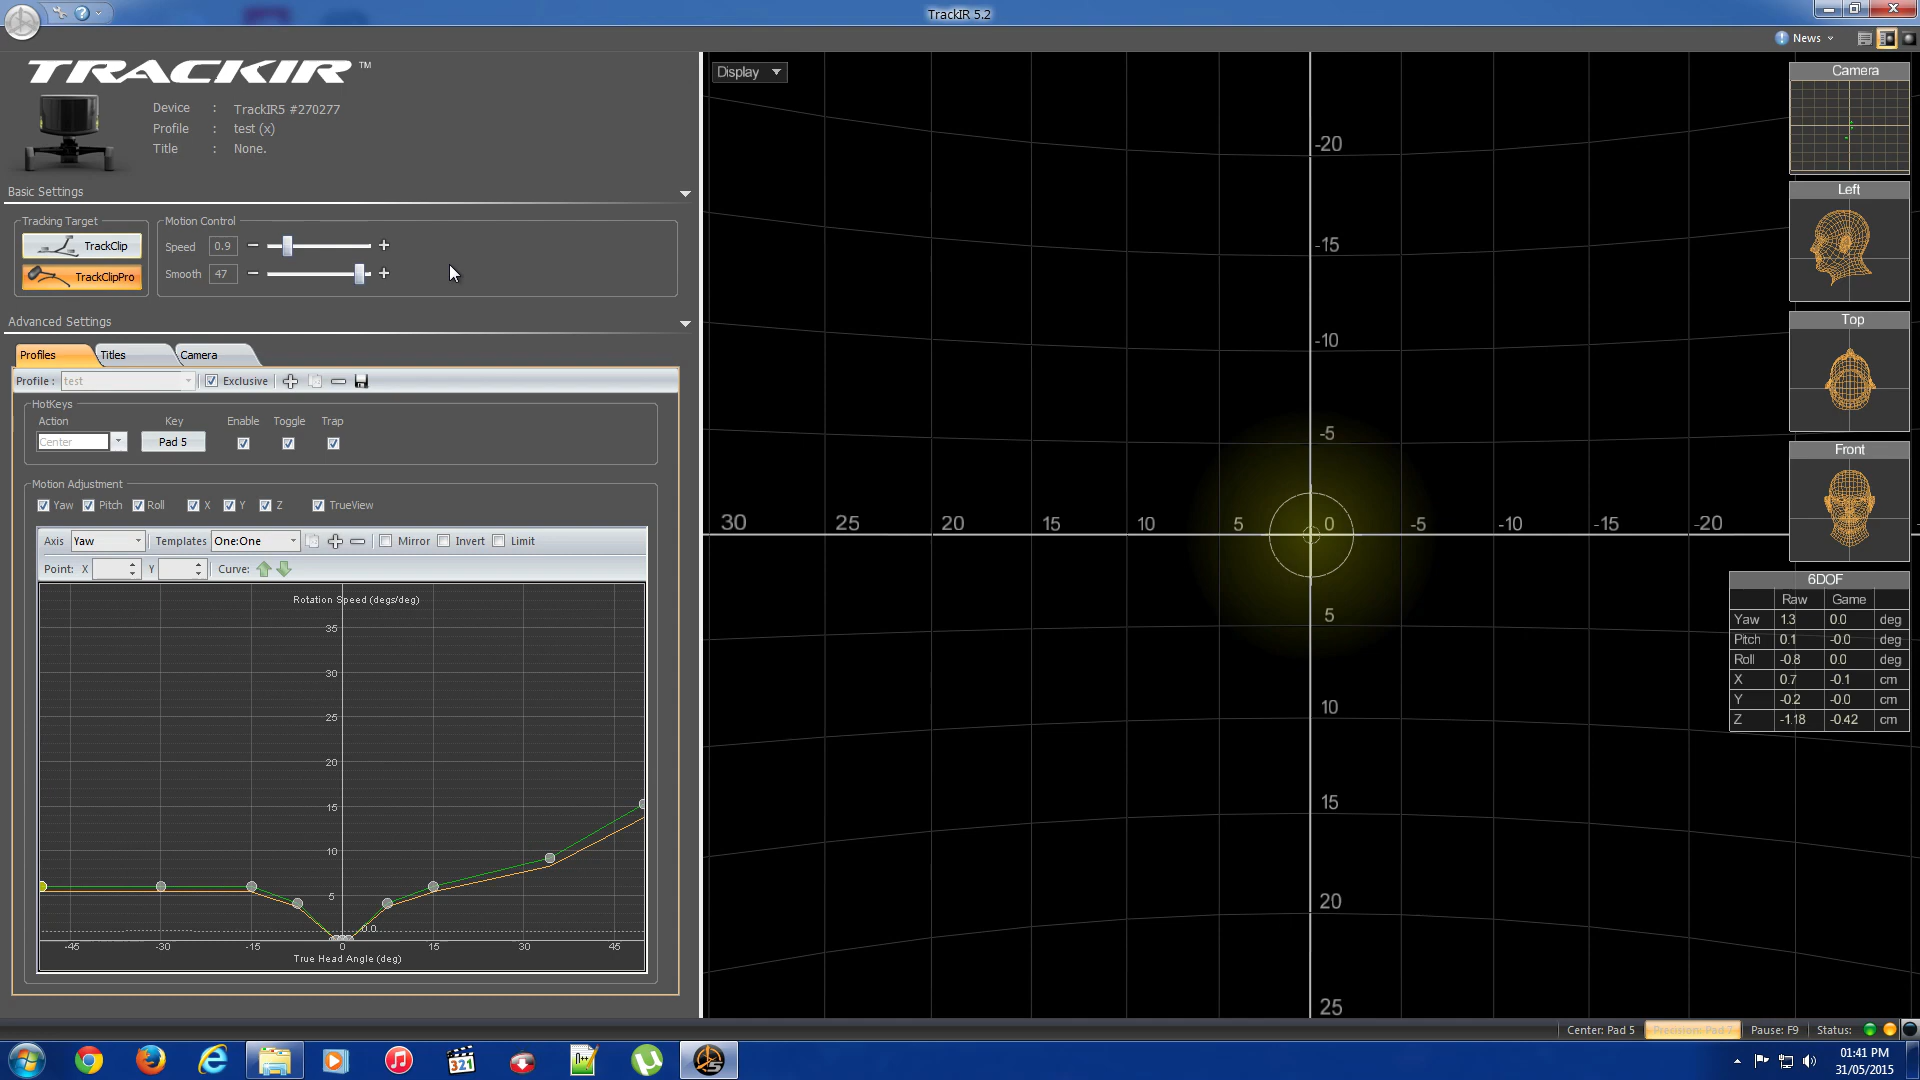 TrackIR 5.2
News
TRACKIR ™
Device : TrackIR5 #270277
Profile : test (x)
Title : None.
Basic Settings
Tracking Target
TrackClip
TrackClipPro
Motion Control
Speed 0.9 − +
Smooth 47 − +
Advanced Settings
Profiles Titles Camera
Profile : test Exclusive
HotKeys
Action Key Enable Toggle Trap
Center Pad 5
Motion Adjustment
Yaw Pitch Roll X Y Z TrueView
Axis Yaw Templates One:One Mirror Invert Limit
Point: X Y Curve:
Rotation Speed (degs/deg)
35
30
25
20
15
10
5
0.0
-45 -30 -15 0 15 30 45
True Head Angle (deg)
Display
-20
-15
-10
-5
30 25 20 15 10 5 0 -5 -10 -15 -20
5
10
15
20
25
Camera
Left
Top
Front
6DOF
Raw Game
Yaw 1.3 0.0 deg
Pitch 0.1 -0.0 deg
Roll -0.8 0.0 deg
X 0.7 -0.1 cm
Y -0.2 -0.0 cm
Z -1.18 -0.42 cm
Center: Pad 5 Precision: Pad 7 Pause: F9 Status:
321
01:41 PM
31/05/2015